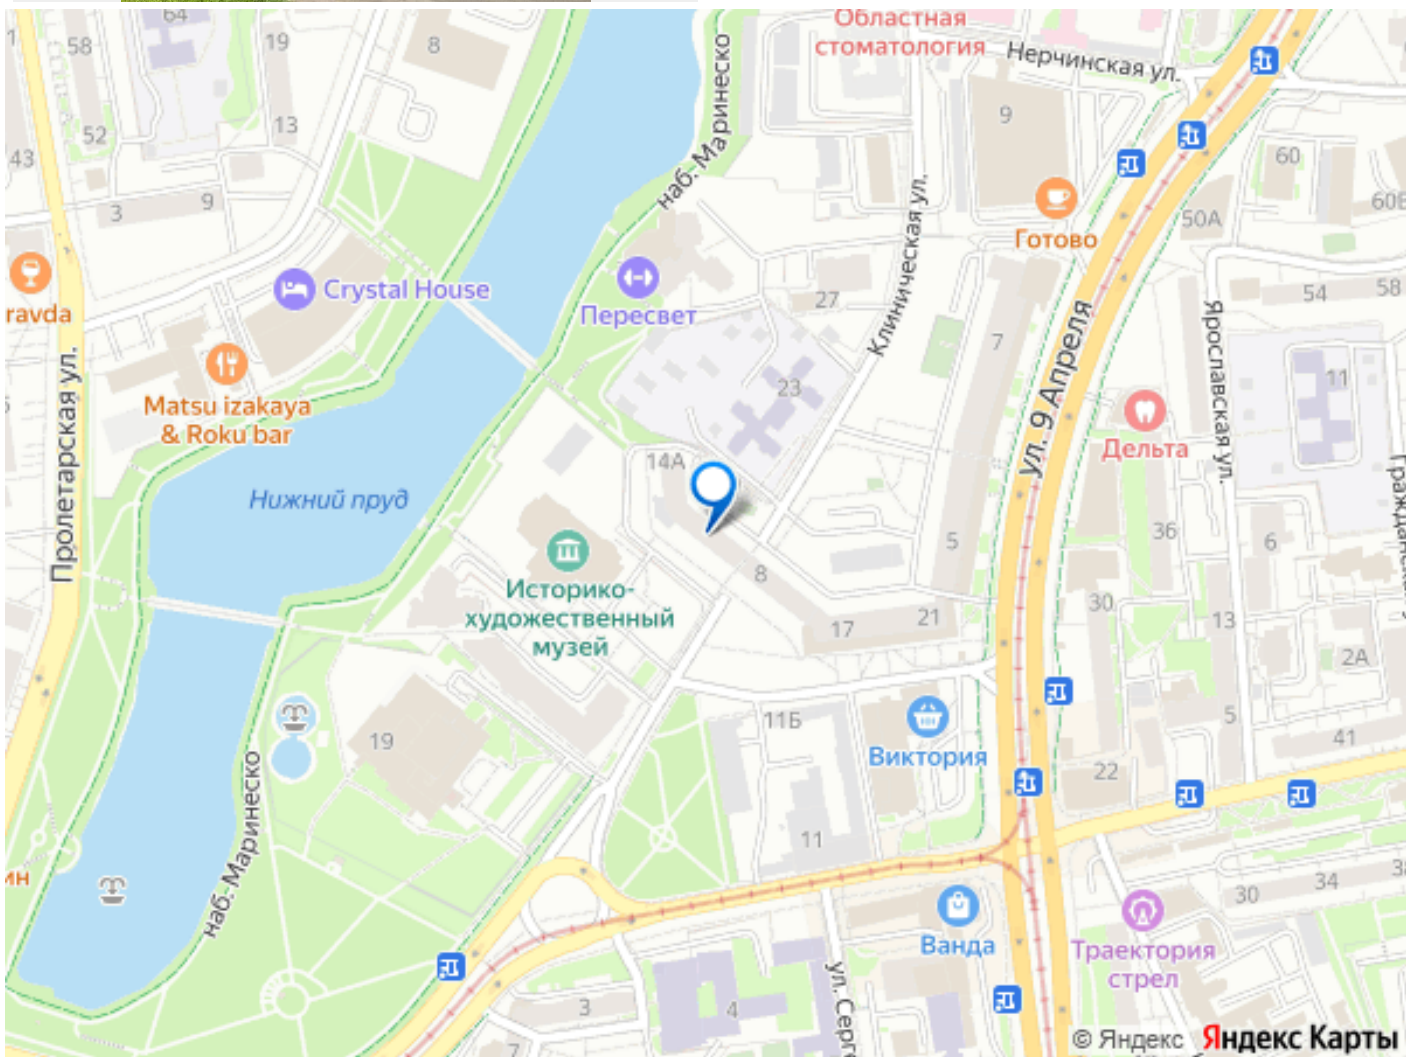 64
58
19
8
Областная
стоматология
Нерчинская ул.
52
13
43
наб. Маринеско
9
60
3
9
Клиническая ул.
Готово
50А
60Б
ravda
Crystal House
Пересвет
27
54
58
7
ул. 9 Апреля
Ярославская ул.
Пролетарская ул.
Matsu izakaya
& Roku bar
23
11
Дельта
14А
Нижний пруд
36
5
6
Историко-
художественный
музей
8
30
13
17
21
2А
19
11Б
Виктория
5
41
22
наб. Маринеско
11
ин
30
34
Ванда
Траектория
стрел
3
4
ул. Серге
7
© Яндекс Яндекс Карты